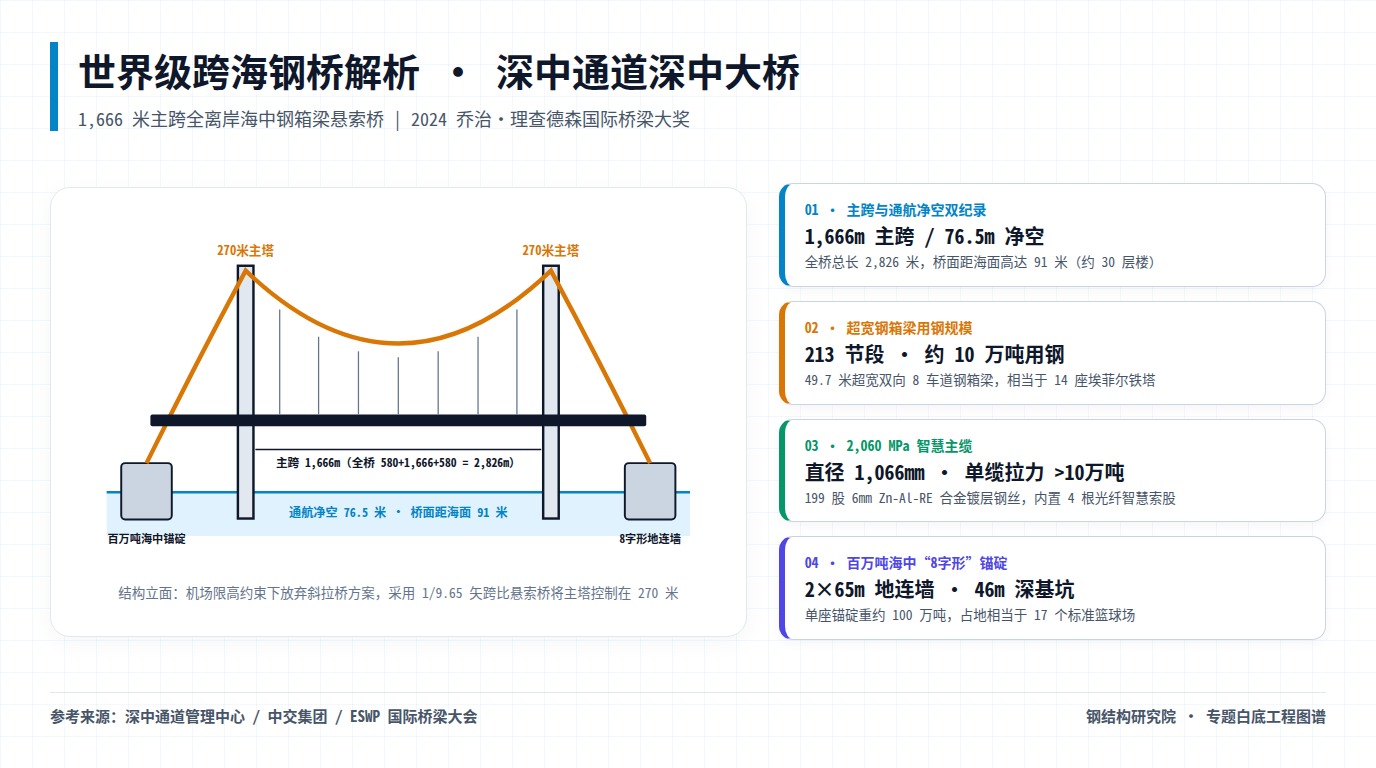 世界级跨海钢桥解析 · 深中通道深中大桥
1,666 米主跨全离岸海中钢箱梁悬索桥 | 2024 乔治·理查德森国际桥梁大奖
270米主塔
270米主塔
主跨 1,666m（全桥 580+1,666+580 = 2,826m）
通航净空 76.5 米 · 桥面距海面 91 米
百万吨海中锚碇
8字形地连墙
结构立面：机场限高约束下放弃斜拉桥方案，采用 1/9.65 矢跨比悬索桥将主塔控制在 270 米
01 · 主跨与通航净空双纪录
1,666m 主跨 / 76.5m 净空
全桥总长 2,826 米，桥面距海面高达 91 米（约 30 层楼）
02 · 超宽钢箱梁用钢规模
213 节段 · 约 10 万吨用钢
49.7 米超宽双向 8 车道钢箱梁，相当于 14 座埃菲尔铁塔
03 · 2,060 MPa 智慧主缆
直径 1,066mm · 单缆拉力 >10万吨
199 股 6mm Zn-Al-RE 合金镀层钢丝，内置 4 根光纤智慧索股
04 · 百万吨海中“8字形”锚碇
2×65m 地连墙 · 46m 深基坑
单座锚碇重约 100 万吨，占地相当于 17 个标准篮球场
参考来源：深中通道管理中心 / 中交集团 / ESWP 国际桥梁大会
钢结构研究院 · 专题白底工程图谱